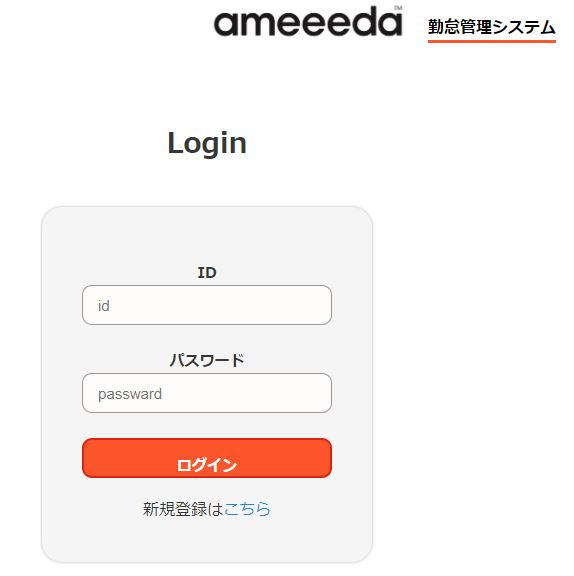 ameeeda™ 勤怠管理システム
Login
ID
id
パスワード
passward
ログイン
新規登録はこちら